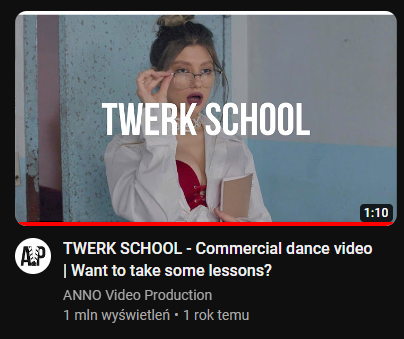 TWERK SCHOOL
1:10
A\P
TWERK SCHOOL - Commercial dance video
| Want to take some lessons?
ANNO Video Production
1 mln wyświetleń • 1 rok temu